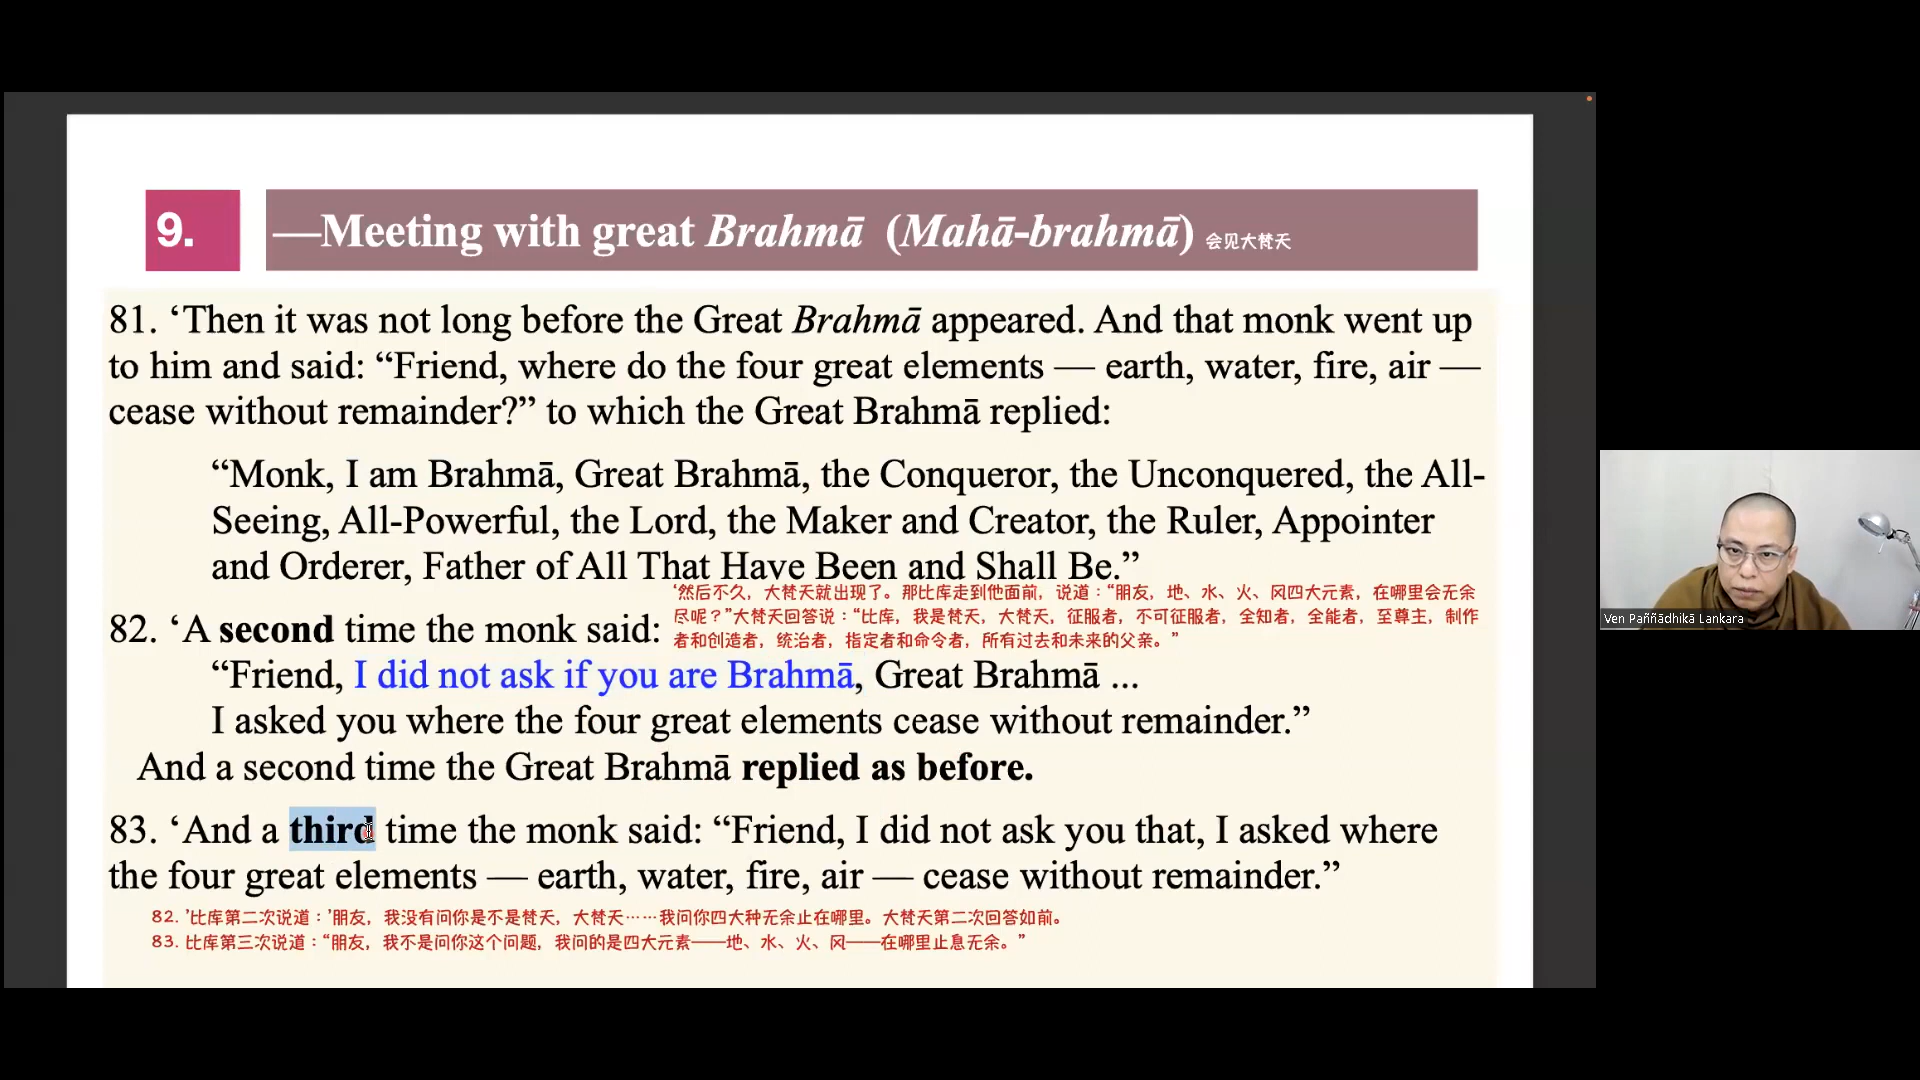 9.
—Meeting with great Brahmā (Mahā-brahmā) 会见大梵天
81. ‘Then it was not long before the Great Brahmā appeared. And that monk went up
to him and said: “Friend, where do the four great elements — earth, water, fire, air —
cease without remainder?” to which the Great Brahmā replied:
“Monk, I am Brahmā, Great Brahmā, the Conqueror, the Unconquered, the All-
Seeing, All-Powerful, the Lord, the Maker and Creator, the Ruler, Appointer
and Orderer, Father of All That Have Been and Shall Be.”
‘然后不久，大梵天就出现了。那比库走到他面前，说道：“朋友，地、水、火、风四大元素，在哪里会无余
尽呢？”大梵天回答说：“比库，我是梵天，大梵天，征服者，不可征服者，全知者，全能者，至尊主，制作
者和创造者，统治者，指定者和命令者，所有过去和未来的父亲。”
82. ‘A second time the monk said:
“Friend, I did not ask if you are Brahmā, Great Brahmā ...
I asked you where the four great elements cease without remainder.”
And a second time the Great Brahmā replied as before.
83. ‘And a third time the monk said: “Friend, I did not ask you that, I asked where
the four great elements — earth, water, fire, air — cease without remainder.”
82. ’比库第二次说道：’朋友，我没有问你是不是梵天，大梵天……我问你四大种无余止在哪里。大梵天第二次回答如前。
83. 比库第三次说道：“朋友，我不是问你这个问题，我问的是四大元素——地、水、火、风——在哪里止息无余。”
Ven Paññādhikā Lankara